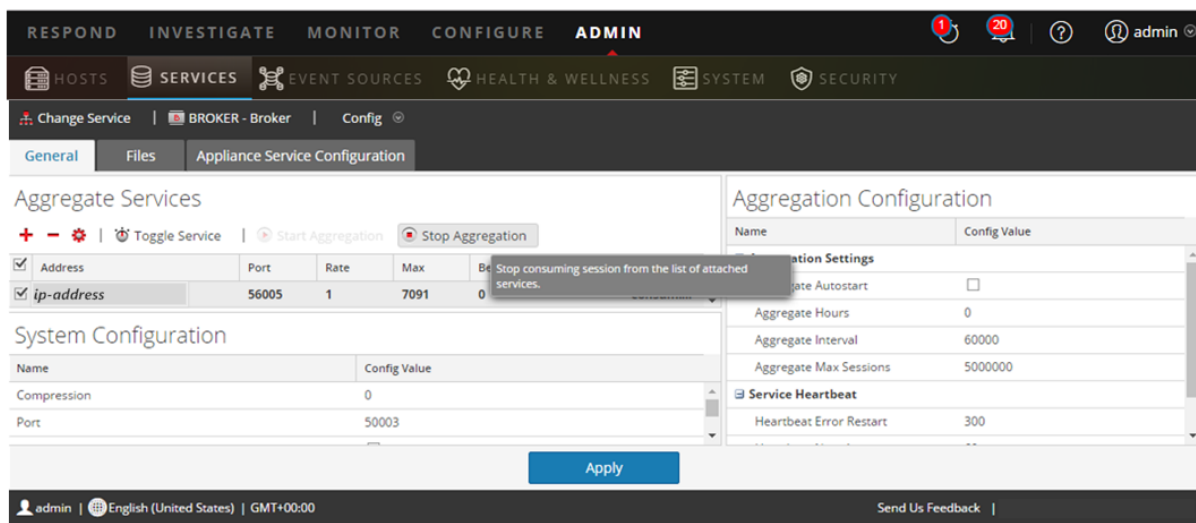 RESPOND INVESTIGATE MONITOR CONFIGURE ADMIN 1 20 ? admin
HOSTS SERVICES EVENT SOURCES HEALTH & WELLNESS SYSTEM SECURITY
Change Service | BROKER - Broker | Config
General Files Appliance Service Configuration
Aggregate Services
Toggle Service | Start Aggregation Stop Aggregation
Address Port Rate Max
Stop consuming session from the list of attached
services.
ip-address 56005 1 7091 0
System Configuration
Name Config Value
Compression 0
Port 50003
Aggregation Configuration
Name Config Value
Settings
Autostart
Aggregate Hours 0
Aggregate Interval 60000
Aggregate Max Sessions 5000000
Service Heartbeat
Heartbeat Error Restart 300
Apply
admin | English (United States) | GMT+00:00 Send Us Feedback |